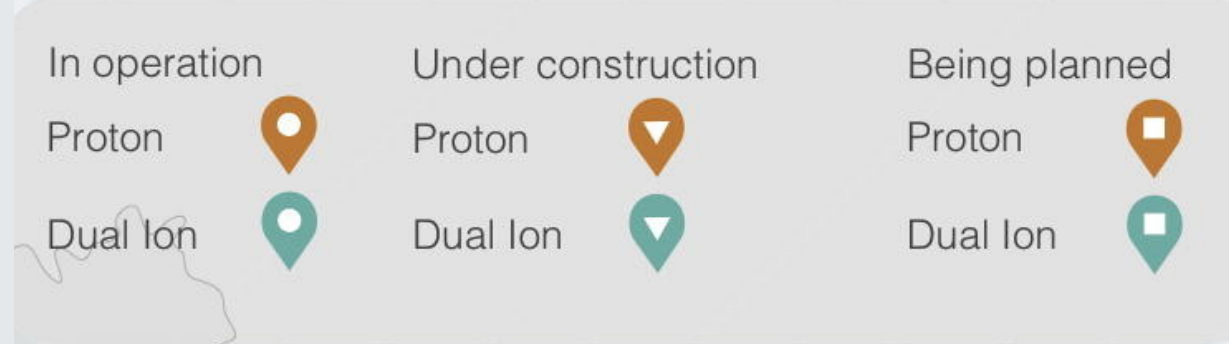 In operation
Proton
Dual Ion
Under construction
Proton
Dual Ion
Being planned
Proton
Dual Ion